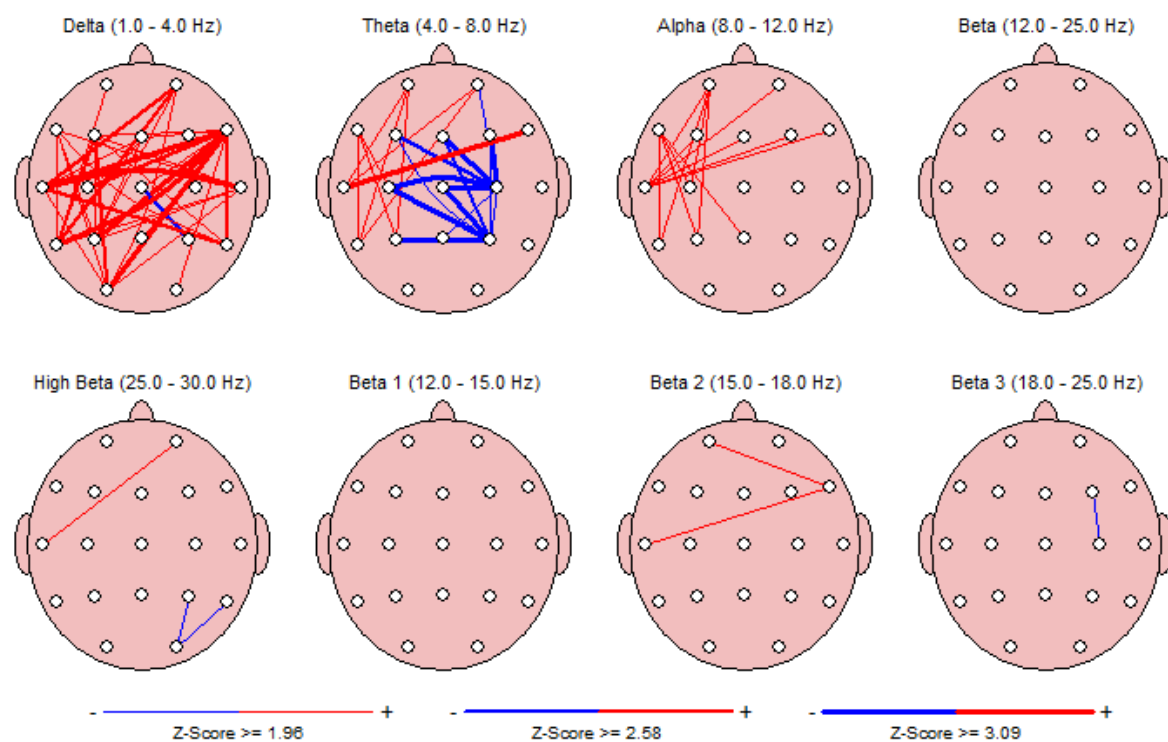 Delta (1.0 - 4.0 Hz) Theta (4.0 - 8.0 Hz) Alpha (8.0 - 12.0 Hz) Beta (12.0 - 25.0 Hz)
High Beta (25.0 - 30.0 Hz) Beta 1 (12.0 - 15.0 Hz) Beta 2 (15.0 - 18.0 Hz) Beta 3 (18.0 - 25.0 Hz)
- + - + - +
Z-Score >= 1.96 Z-Score >= 2.58 Z-Score >= 3.09